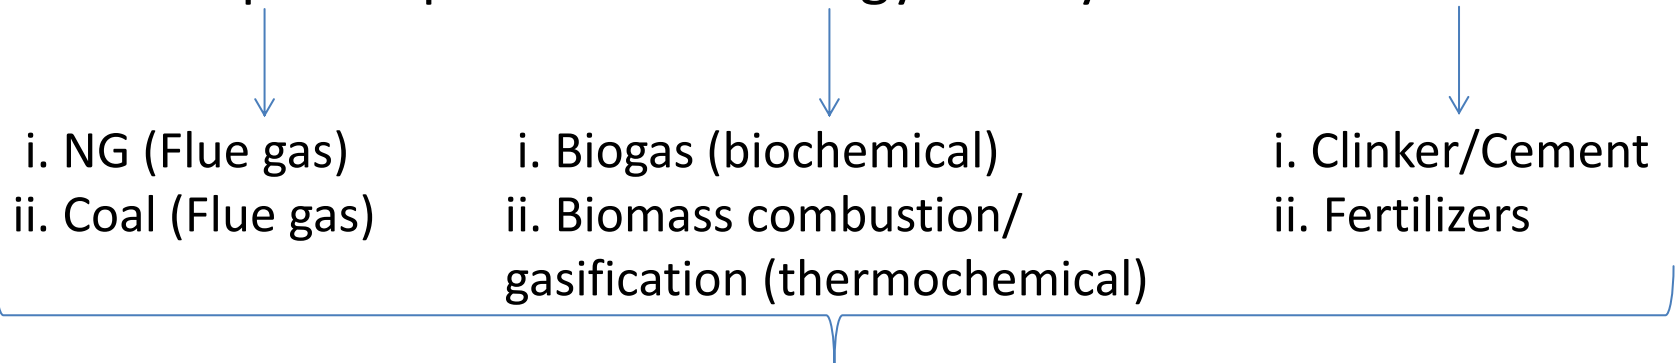 i. NG (Flue gas)
ii. Coal (Flue gas)
i. Biogas (biochemical)
ii. Biomass combustion/
gasification (thermochemical)
i. Clinker/Cement
ii. Fertilizers